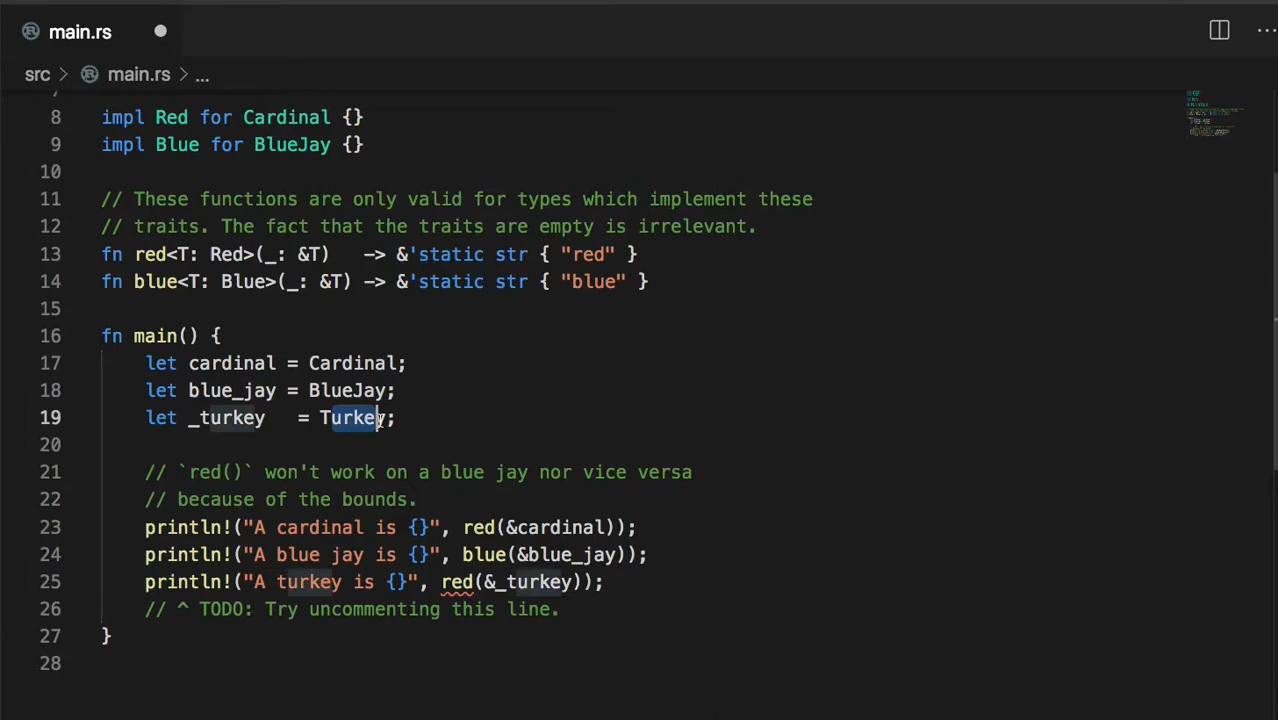 main.rs
src > main.rs > ...
7
8 impl Red for Cardinal {}
9 impl Blue for BlueJay {}
10
11 // These functions are only valid for types which implement these
12 // traits. The fact that the traits are empty is irrelevant.
13 fn red<T: Red>(_: &T)   -> &'static str { "red" }
14 fn blue<T: Blue>(_: &T) -> &'static str { "blue" }
15
16 fn main() {
17     let cardinal = Cardinal;
18     let blue_jay = BlueJay;
19     let _turkey   = Turkey;
20
21     // `red()` won't work on a blue jay nor vice versa
22     // because of the bounds.
23     println!("A cardinal is {}", red(&cardinal));
24     println!("A blue jay is {}", blue(&blue_jay));
25     println!("A turkey is {}", red(&_turkey));
26     // ^ TODO: Try uncommenting this line.
27 }
28